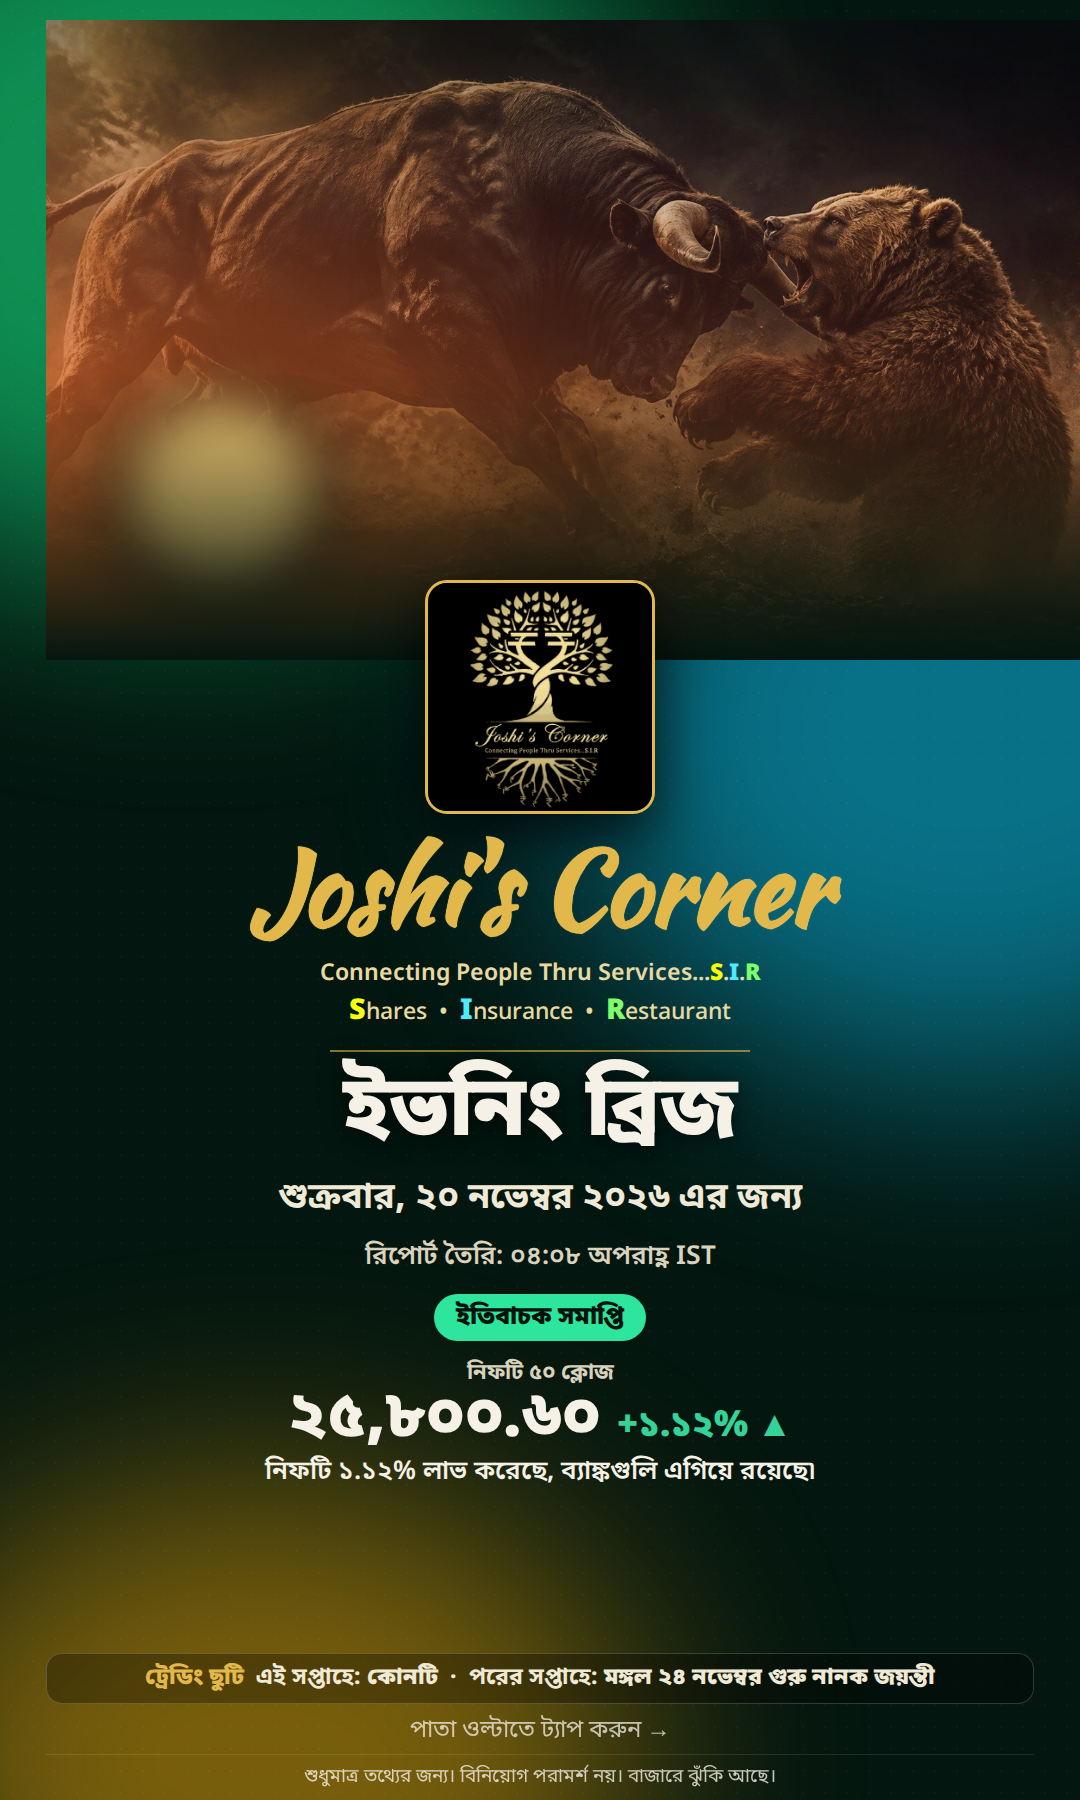 Joshi's Corner
Connecting People Thru Services...S.I.R
Joshi's Corner
Connecting People Thru Services...S.I.R
Shares • Insurance • Restaurant
ইভনিং ব্রিজ
শুক্রবার, ২০ নভেম্বর ২০২৬ এর জন্য
রিপোর্ট তৈরি: ০৪:০৮ অপরাহ্ণ IST
ইতিবাচক সমাপ্তি
নিফটি ৫০ ক্লোজ
২৫,৮০০.৬০ +১.১২% ▲
নিফটি ১.১২% লাভ করেছে, ব্যাঙ্কগুলি এগিয়ে রয়েছে৷
ট্রেডিং ছুটি এই সপ্তাহে: কোনটি · পরের সপ্তাহে: মঙ্গল ২৪ নভেম্বর গুরু নানক জয়ন্তী
পাতা ওল্টাতে ট্যাপ করুন →
শুধুমাত্র তথ্যের জন্য। বিনিয়োগ পরামর্শ নয়। বাজারে ঝুঁকি আছে।